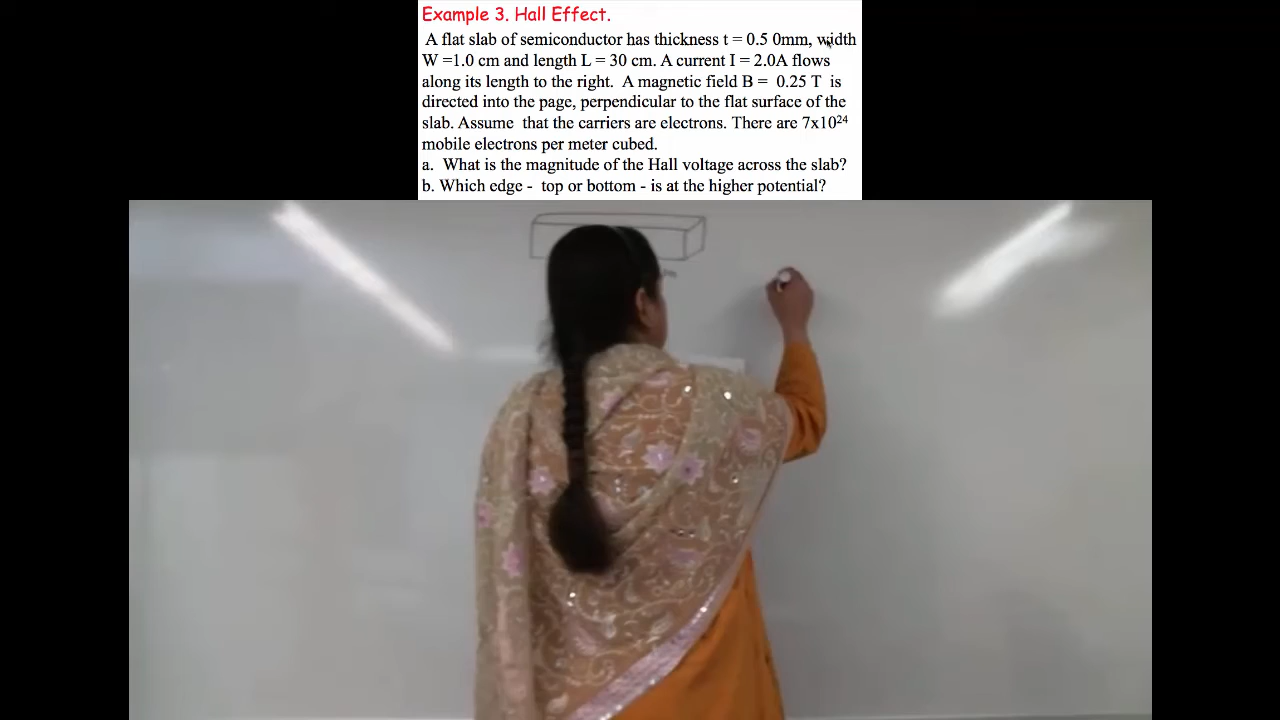 Example 3. Hall Effect.
A flat slab of semiconductor has thickness t = 0.5 0mm, width
W =1.0 cm and length L = 30 cm. A current I = 2.0A flows
along its length to the right. A magnetic field B = 0.25 T is
directed into the page, perpendicular to the flat surface of the
slab. Assume that the carriers are electrons. There are 7x10²⁴
mobile electrons per meter cubed.
a. What is the magnitude of the Hall voltage across the slab?
b. Which edge - top or bottom - is at the higher potential?